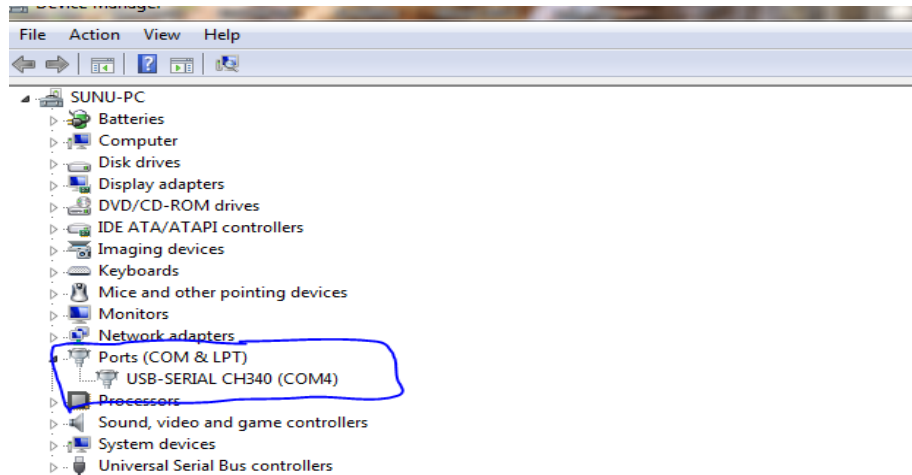 Device Manager
File Action View Help
SUNU-PC
Batteries
Computer
Disk drives
Display adapters
DVD/CD-ROM drives
IDE ATA/ATAPI controllers
Imaging devices
Keyboards
Mice and other pointing devices
Monitors
Network adapters
Ports (COM & LPT)
USB-SERIAL CH340 (COM4)
Processors
Sound, video and game controllers
System devices
Universal Serial Bus controllers